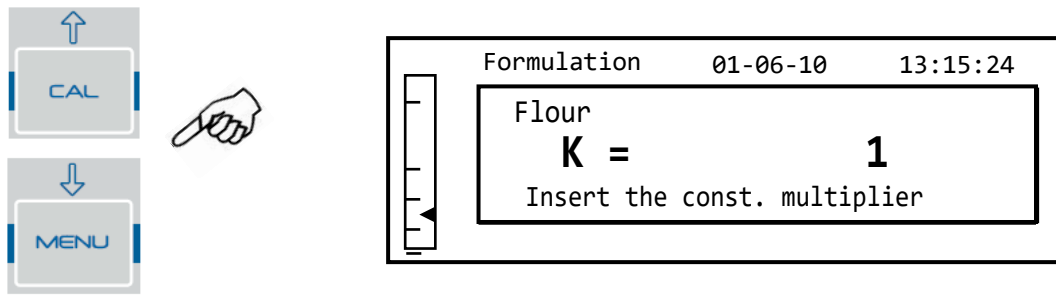 CAL
MENU
Formulation 01-06-10 13:15:24
Flour
K = 1
Insert the const. multiplier